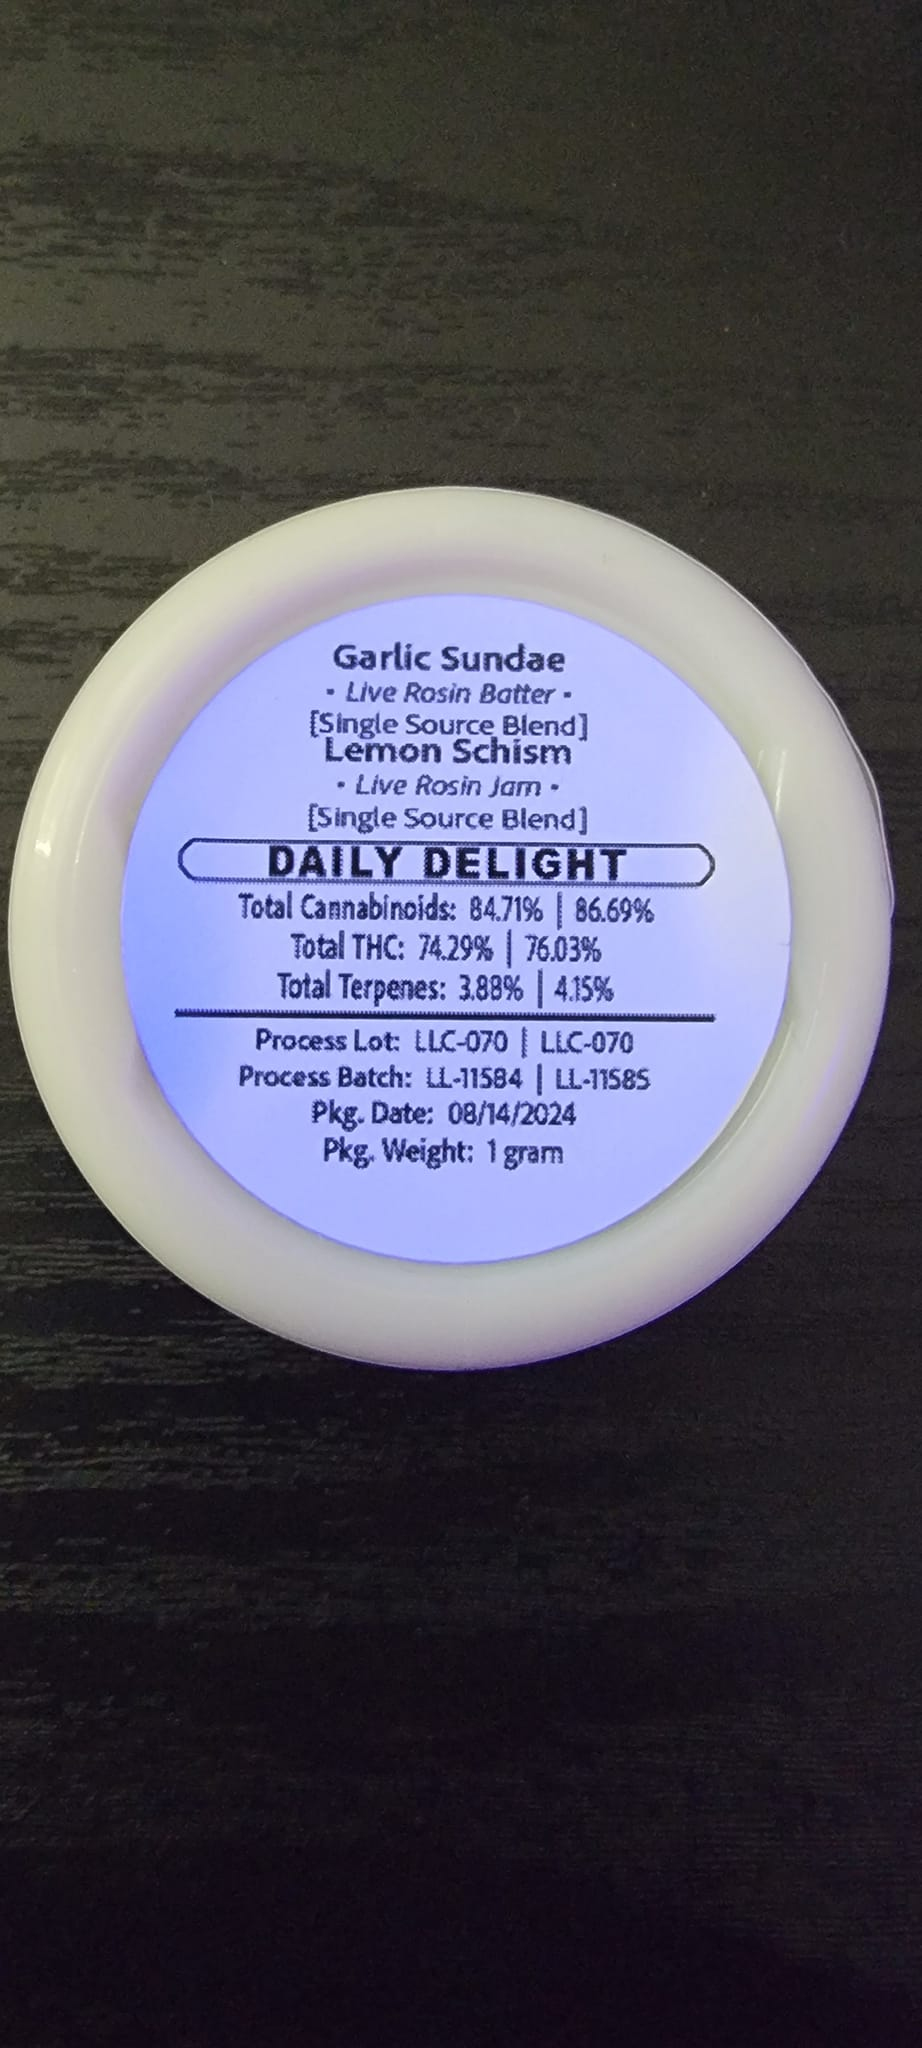 Garlic Sundae
• Live Rosin Batter •
[Single Source Blend]
Lemon Schism
• Live Rosin Jam •
[Single Source Blend]
DAILY DELIGHT
Total Cannabinoids: 84.71% | 86.69%
Total THC: 74.29% | 76.03%
Total Terpenes: 3.88% | 4.15%
Process Lot: LLC-070 | LLC-070
Process Batch: LL-11584 | LL-11585
Pkg. Date: 08/14/2024
Pkg. Weight: 1 gram